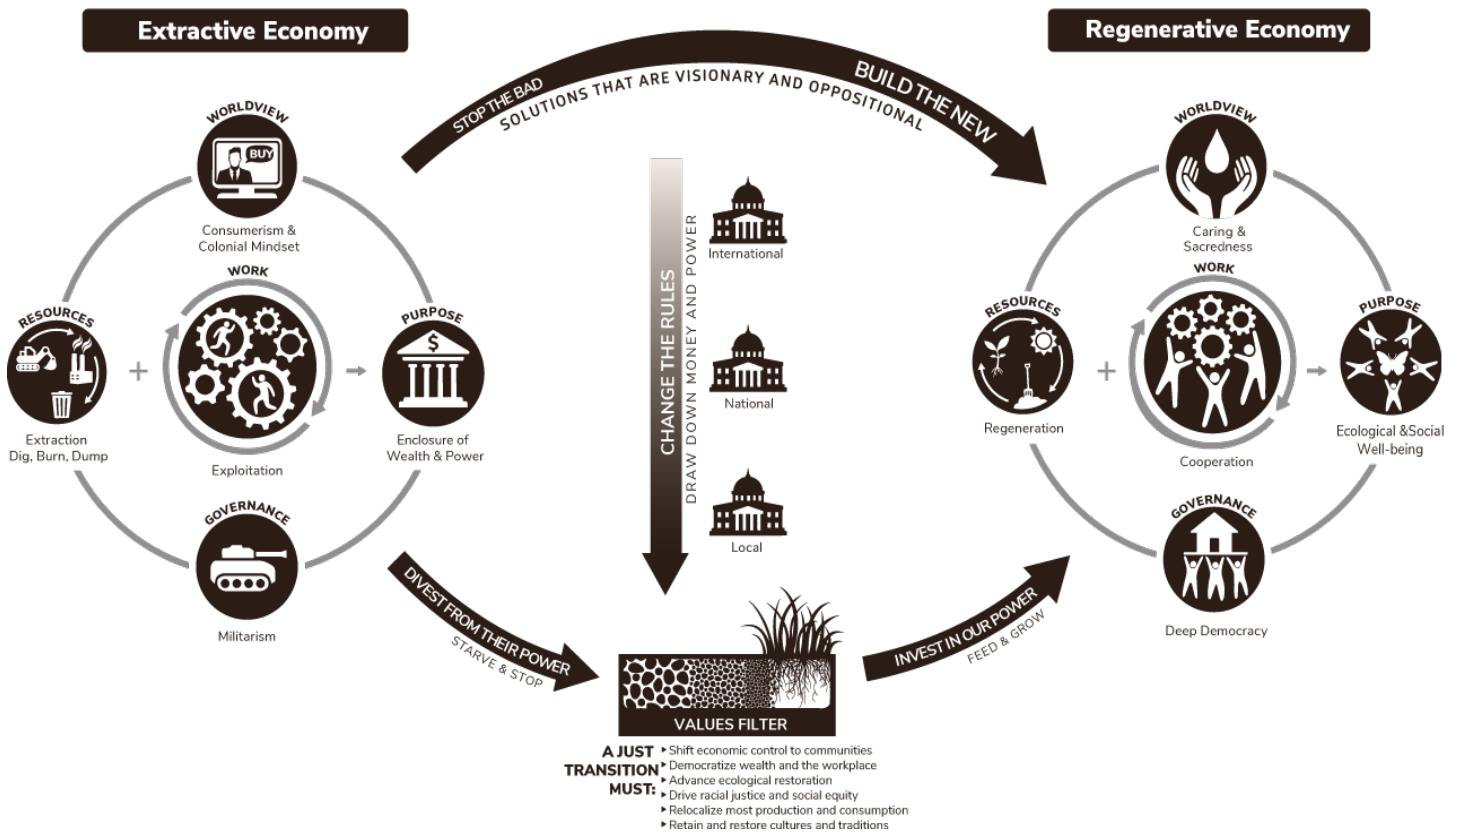 Extractive Economy
Regenerative Economy
STOP THE BAD
BUILD THE NEW
SOLUTIONS THAT ARE VISIONARY AND OPPOSITIONAL
WORLDVIEW
BUY
Consumerism &
Colonial Mindset
WORK
Exploitation
RESOURCES
Extraction
Dig, Burn, Dump
+
PURPOSE
$
Enclosure of
Wealth & Power
GOVERNANCE
Militarism
CHANGE THE RULES
DRAW DOWN MONEY AND POWER
International
National
Local
DIVEST FROM THEIR POWER
STARVE & STOP
VALUES FILTER
INVEST IN OUR POWER
FEED & GROW
A JUST
TRANSITION
MUST:
Shift economic control to communities
Democratize wealth and the workplace
Advance ecological restoration
Drive racial justice and social equity
Relocalize most production and consumption
Retain and restore cultures and traditions
WORLDVIEW
Caring &
Sacredness
WORK
Cooperation
RESOURCES
Regeneration
+
PURPOSE
Ecological &Social
Well-being
GOVERNANCE
Deep Democracy